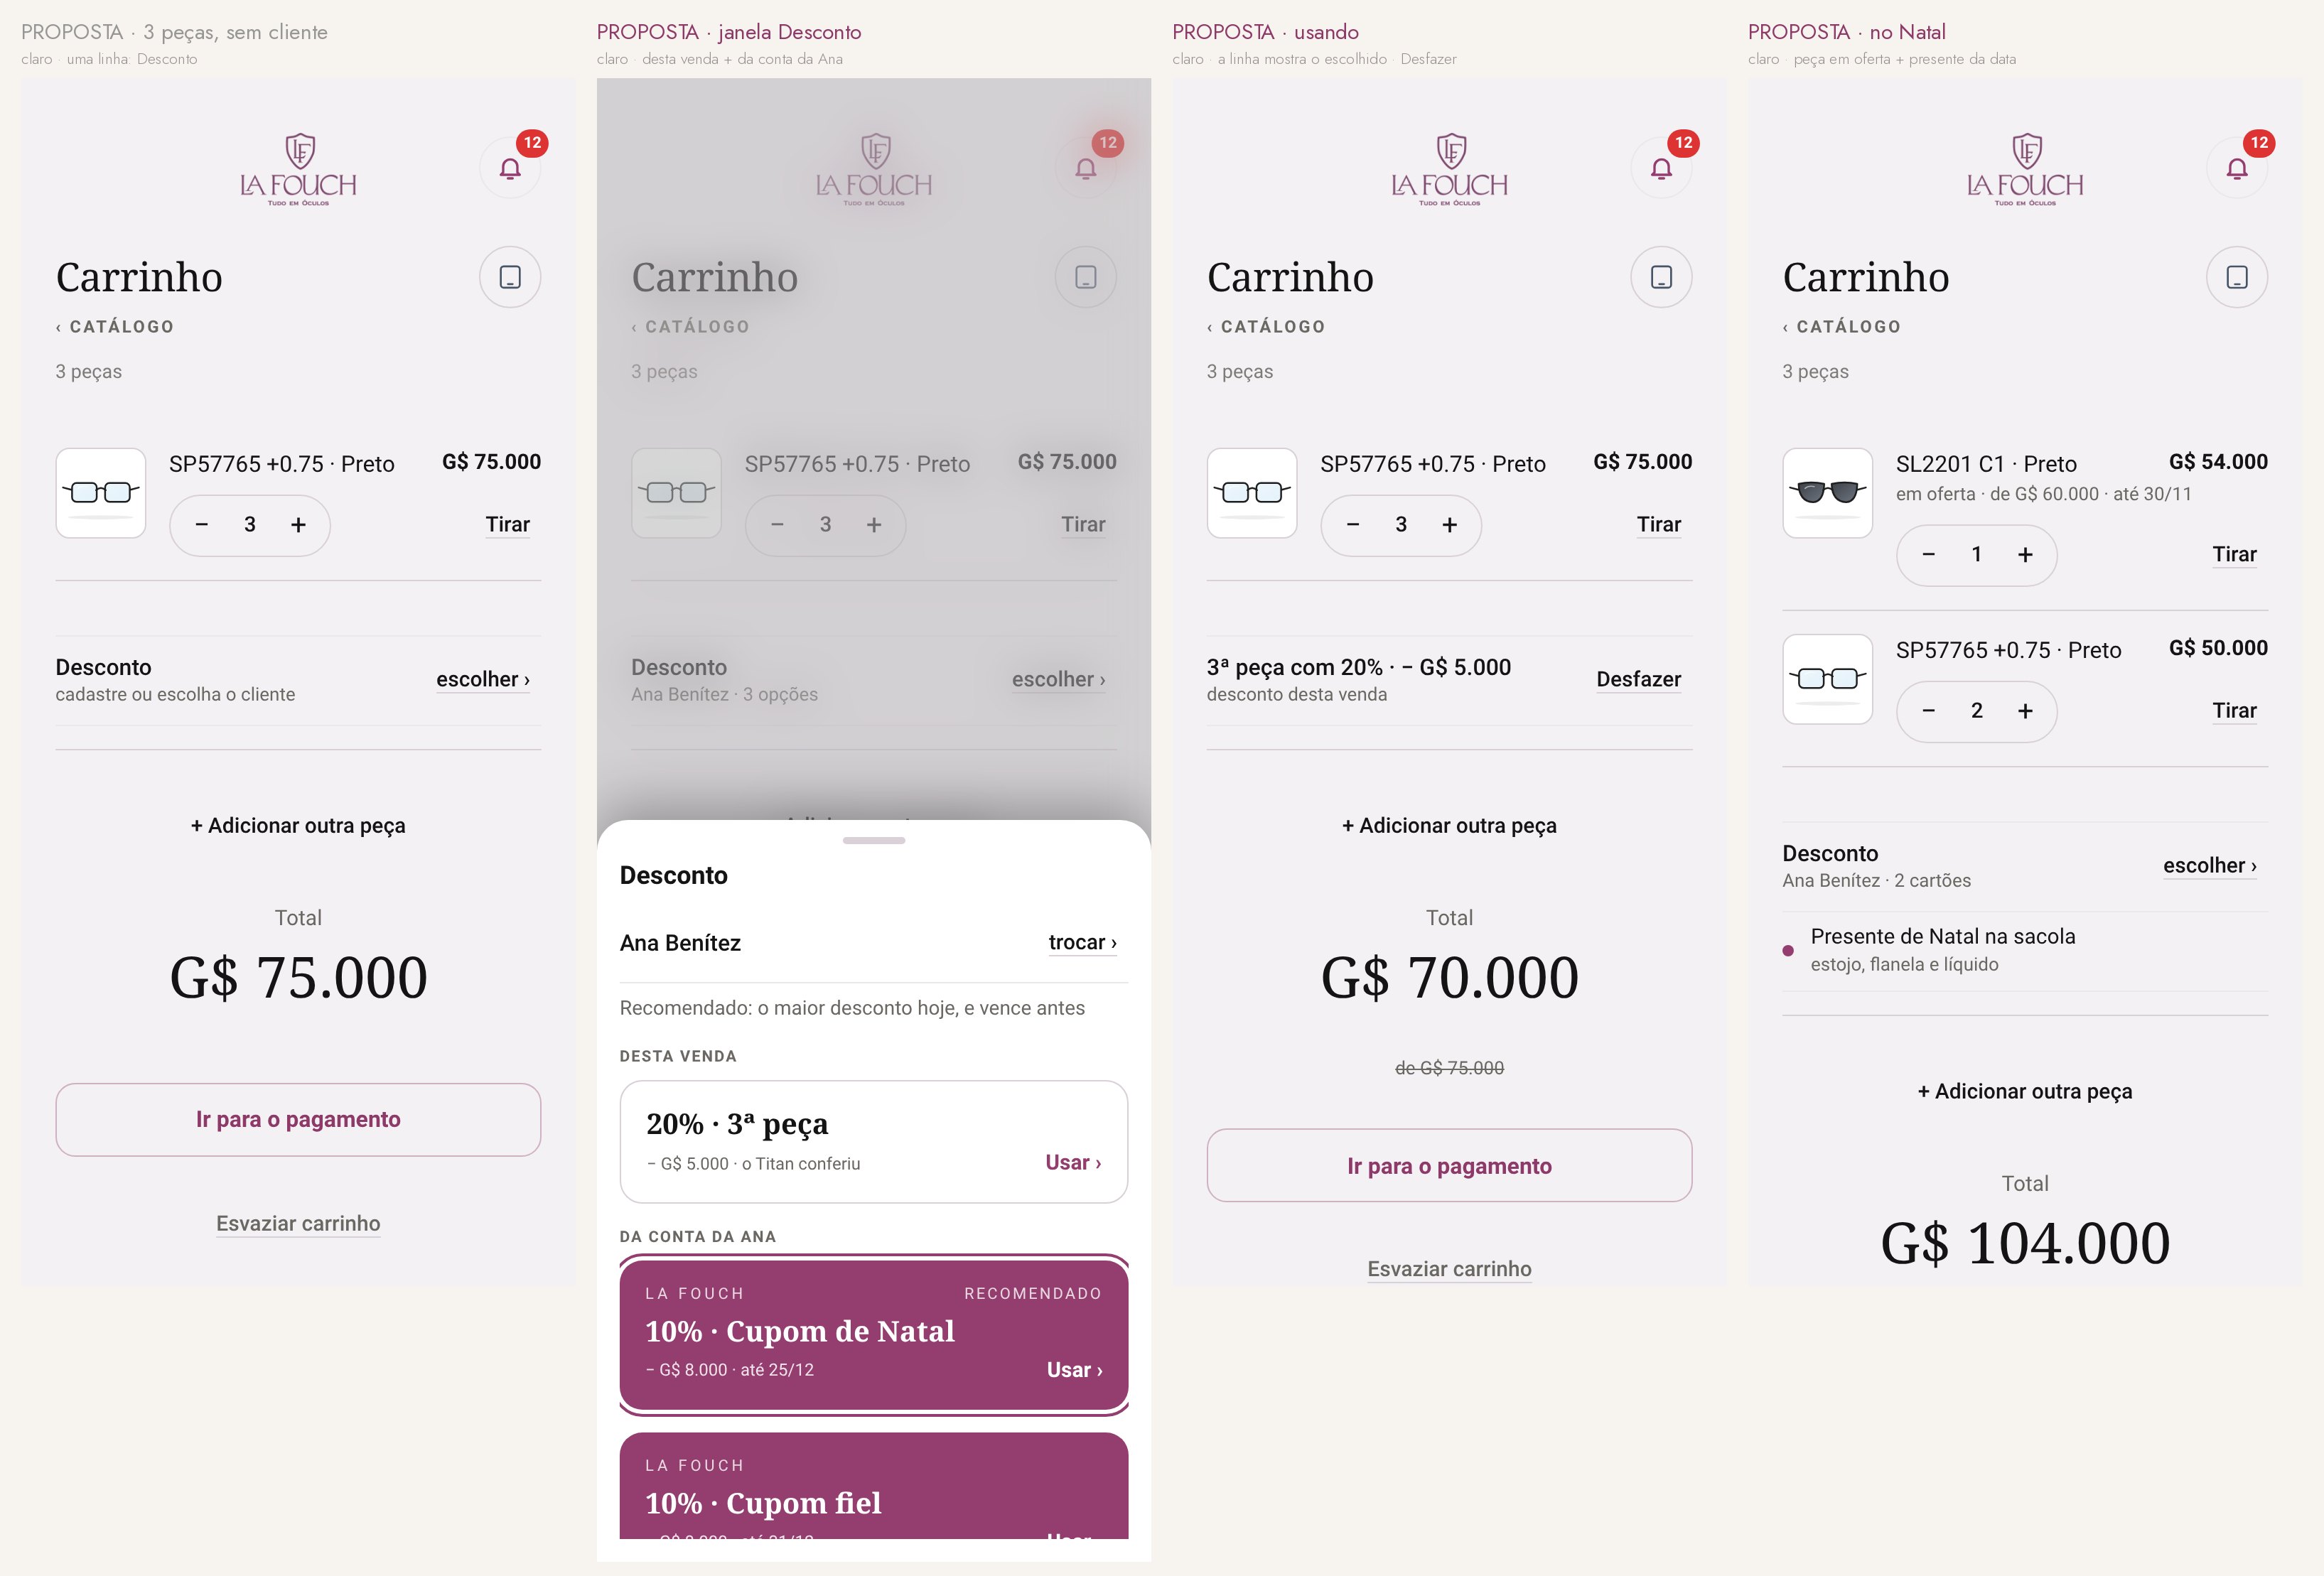 PROPOSTA · 3 peças, sem cliente
claro · uma linha: Desconto
LF
LA FOUCH
TUDO EM ÓCULOS
12
Carrinho
‹ CATÁLOGO
3 peças
SP57765 +0.75 · Preto
G$ 75.000
− 3 +
Tirar
Desconto
cadastre ou escolha o cliente
escolher ›
+ Adicionar outra peça
Total
G$ 75.000
Ir para o pagamento
Esvaziar carrinho
PROPOSTA · janela Desconto
claro · desta venda + da conta da Ana
LF
LA FOUCH
TUDO EM ÓCULOS
12
Carrinho
‹ CATÁLOGO
3 peças
SP57765 +0.75 · Preto
G$ 75.000
− 3 +
Tirar
Desconto
Ana Benítez · 3 opções
escolher ›
Desconto
Ana Benítez
trocar ›
Recomendado: o maior desconto hoje, e vence antes
DESTA VENDA
20% · 3ª peça
− G$ 5.000 · o Titan conferiu
Usar ›
DA CONTA DA ANA
LA FOUCH
RECOMENDADO
10% · Cupom de Natal
− G$ 8.000 · até 25/12
Usar ›
LA FOUCH
10% · Cupom fiel
PROPOSTA · usando
claro · a linha mostra o escolhido · Desfazer
LF
LA FOUCH
TUDO EM ÓCULOS
12
Carrinho
‹ CATÁLOGO
3 peças
SP57765 +0.75 · Preto
G$ 75.000
− 3 +
Tirar
3ª peça com 20% · − G$ 5.000
desconto desta venda
Desfazer
+ Adicionar outra peça
Total
G$ 70.000
de G$ 75.000
Ir para o pagamento
Esvaziar carrinho
PROPOSTA · no Natal
claro · peça em oferta + presente da data
LF
LA FOUCH
TUDO EM ÓCULOS
12
Carrinho
‹ CATÁLOGO
3 peças
SL2201 C1 · Preto
G$ 54.000
em oferta · de G$ 60.000 · até 30/11
− 1 +
Tirar
SP57765 +0.75 · Preto
G$ 50.000
− 2 +
Tirar
Desconto
Ana Benítez · 2 cartões
escolher ›
Presente de Natal na sacola
estojo, flanela e líquido
+ Adicionar outra peça
Total
G$ 104.000